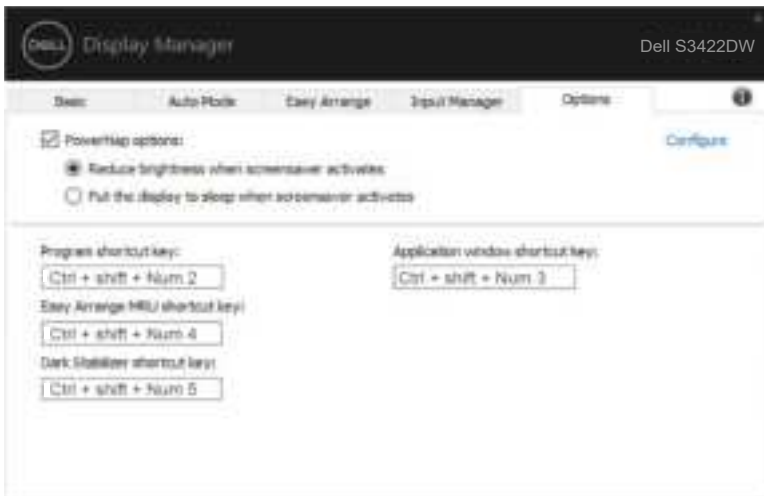 DELL Display Manager
Dell S3422DW
Basic Auto Mode Easy Arrange Input Manager Options
PowerNap options:
Configure
Reduce brightness when screensaver activates
Put the display to sleep when screensaver activates
Program shortcut key:
Application window shortcut key:
Ctrl + shift + Num 2
Ctrl + shift + Num 3
Easy Arrange MRU shortcut key:
Ctrl + shift + Num 4
Dark Stabilizer shortcut key:
Ctrl + shift + Num 5